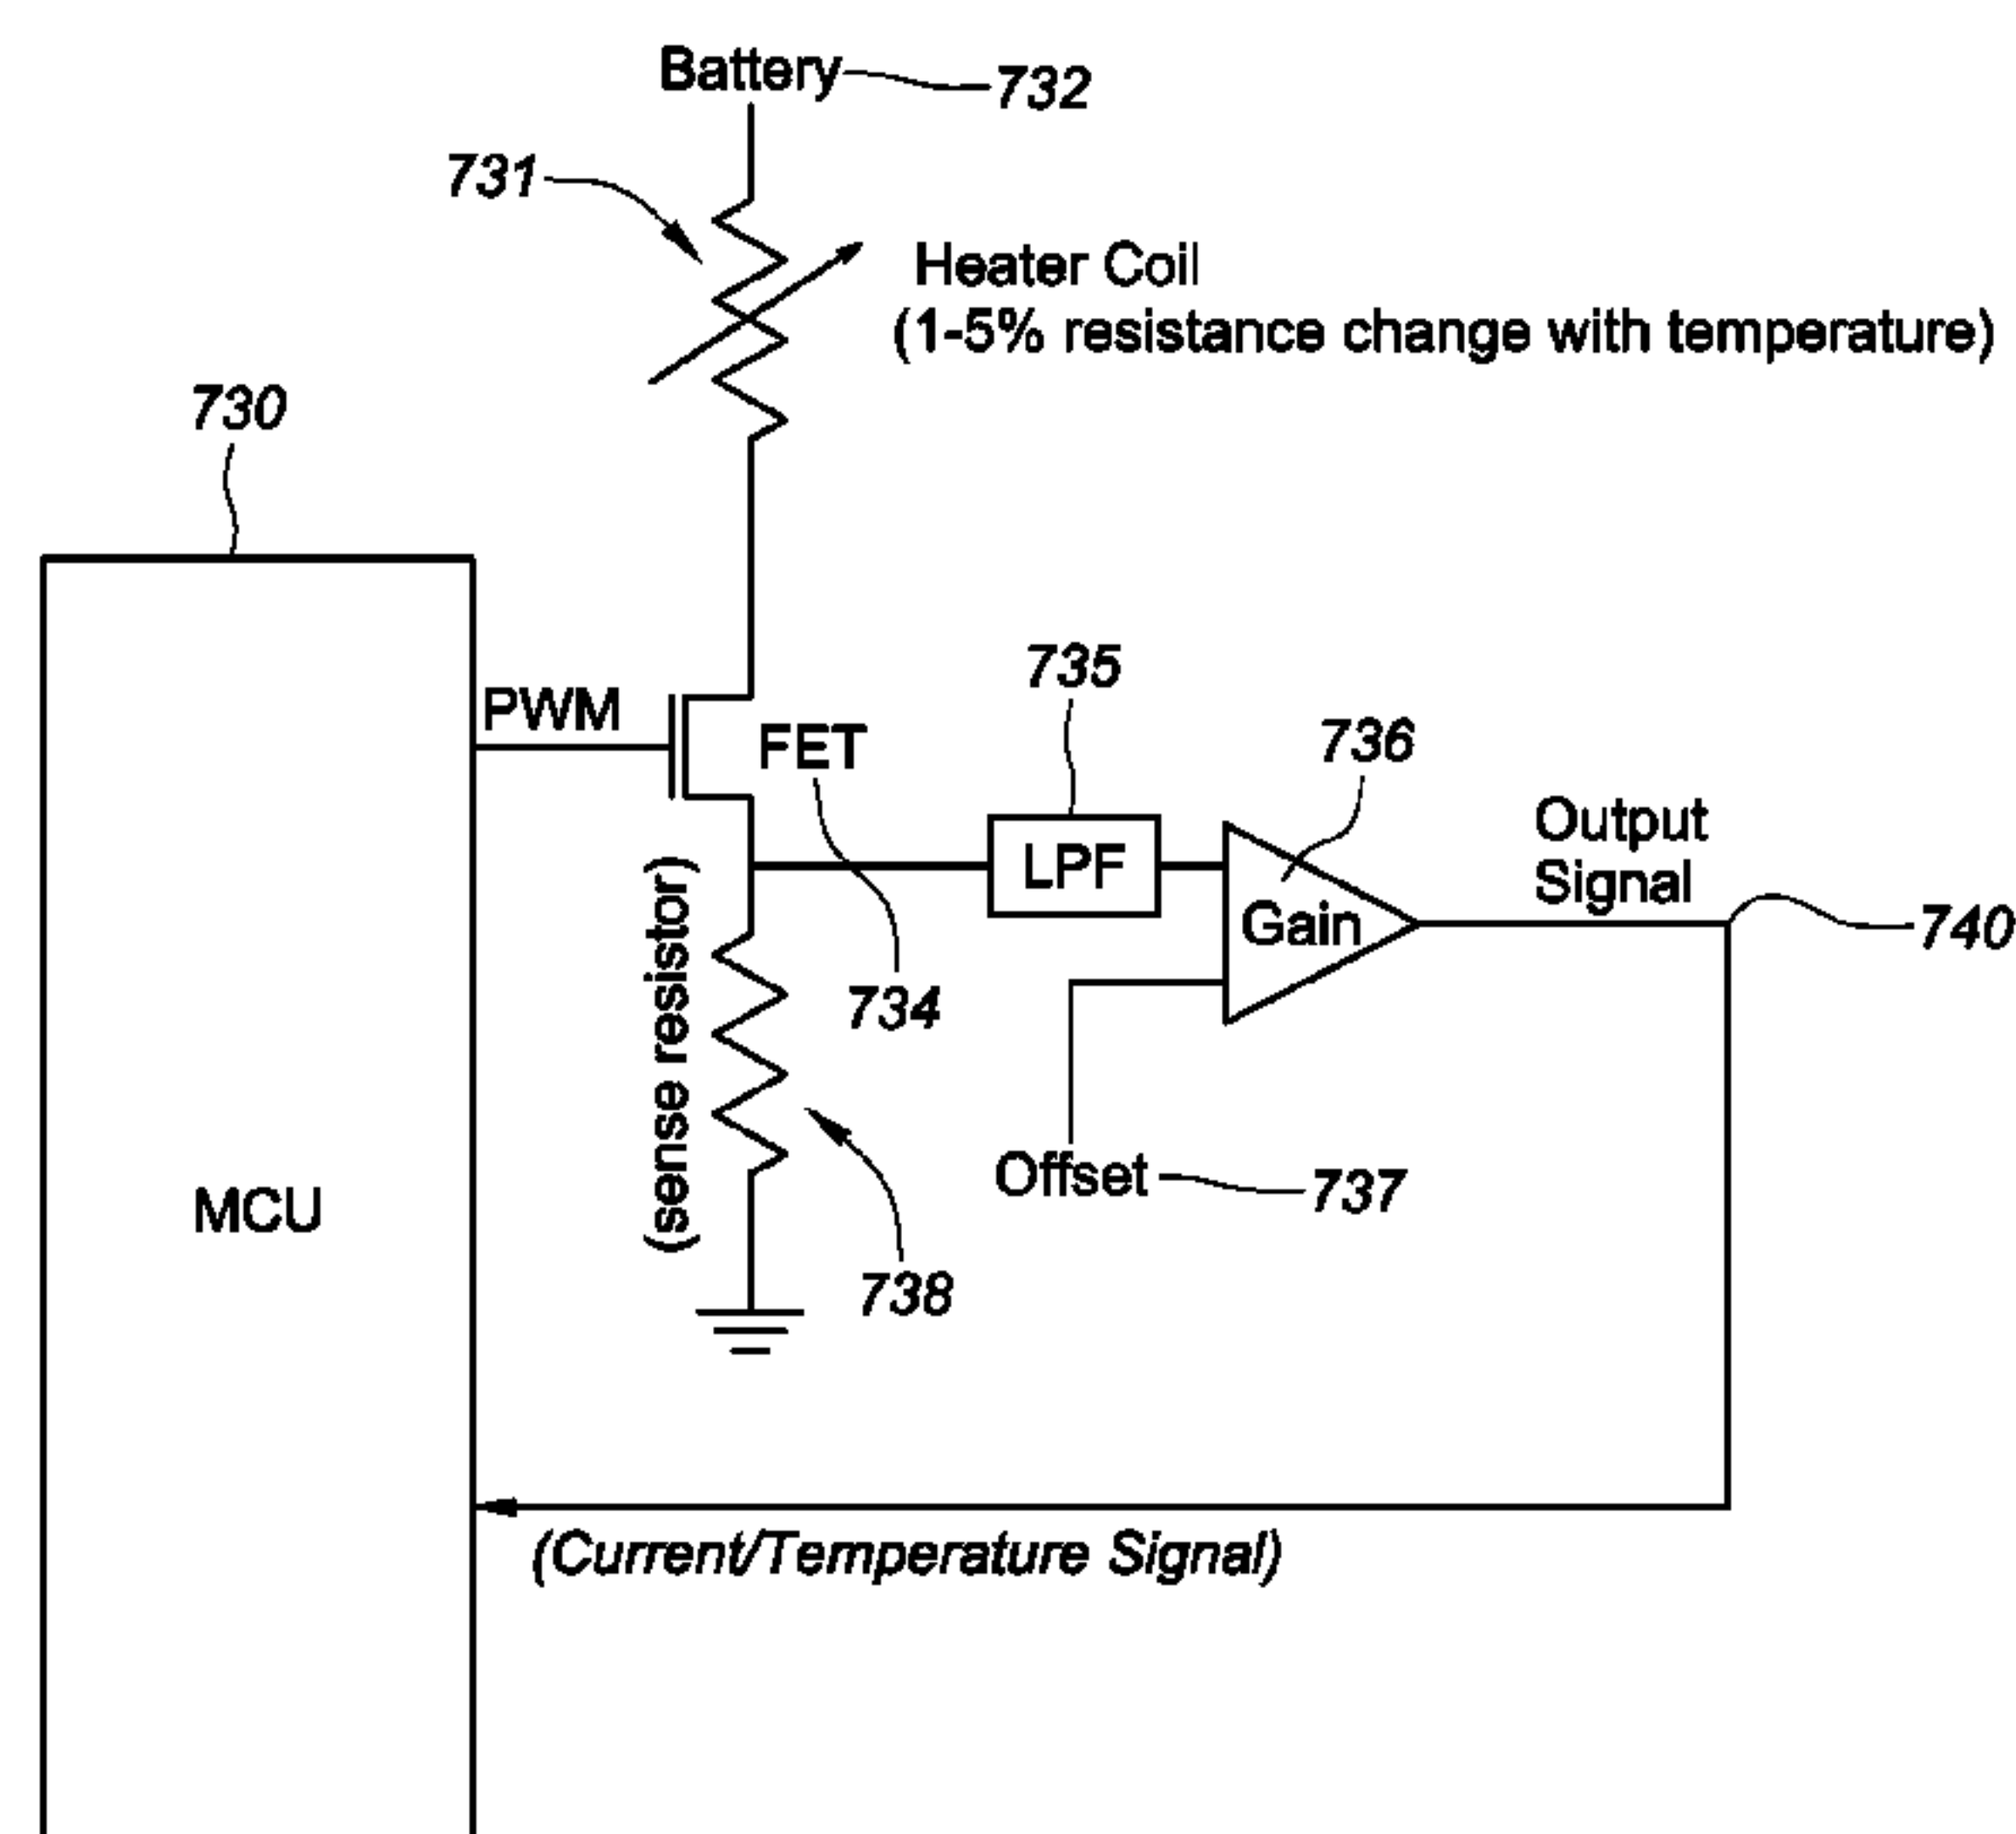 Battery
732
731
Heater Coil
(1-5% resistance change with temperature)
730
PWM
FET
735
736
LPF
Gain
Output
Signal
740
734
(sense resistor)
Offset
737
MCU
738
(Current/Temperature Signal)